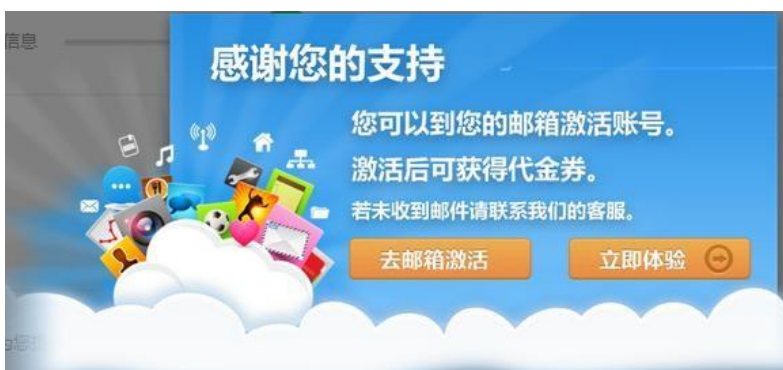 信息
感谢您的支持
您可以到您的邮箱激活账号。
激活后可获得代金券。
若未收到邮件请联系我们的客服。
去邮箱激活 立即体验